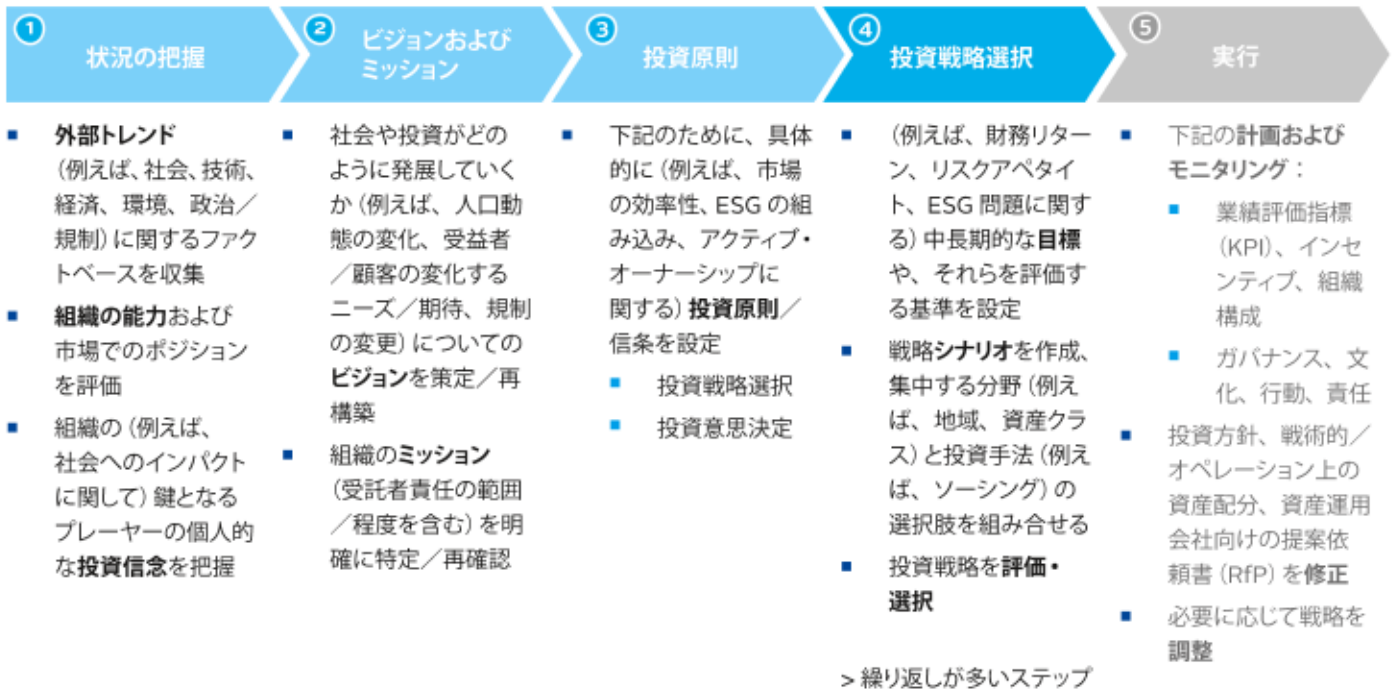 1
状況の把握
2
ビジョンおよび
ミッション
3
投資原則
4
投資戦略選択
5
実行
▪ 外部トレンド
（例えば、社会、技術、
経済、環境、政治／
規制）に関するファク
トベースを収集
▪ 組織の能力および
市場でのポジション
を評価
▪ 組織の（例えば、
社会へのインパクト
に関して）鍵となる
プレーヤーの個人的
な投資信念を把握
▪ 社会や投資がどの
ように発展していく
か（例えば、人口動
態の変化、受益者
／顧客の変化する
ニーズ／期待、規制
の変更）についての
ビジョンを策定／再
構築
▪ 組織のミッション
（受託者責任の範囲
／程度を含む）を明
確に特定／再確認
▪ 下記のために、具体
的に（例えば、市場
の効率性、ESG の組
み込み、アクティブ・
オーナーシップに
関する）投資原則／
信条を設定
▪ 投資戦略選択
▪ 投資意思決定
▪ （例えば、財務リター
ン、リスクアペタイ
ト、ESG 問題に関す
る）中長期的な目標
や、それらを評価す
る基準を設定
▪ 戦略シナリオを作成、
集中する分野（例え
ば、地域、資産クラ
ス）と投資手法（例え
ば、ソーシング）の
選択肢を組み合せる
▪ 投資戦略を評価・
選択
> 繰り返しが多いステップ
▪ 下記の計画および
モニタリング：
▪ 業績評価指標
（KPI）、インセ
ンティブ、組織
構成
▪ ガバナンス、文
化、行動、責任
▪ 投資方針、戦術的／
オペレーション上の
資産配分、資産運用
会社向けの提案依
頼書（RfP）を修正
▪ 必要に応じて戦略を
調整